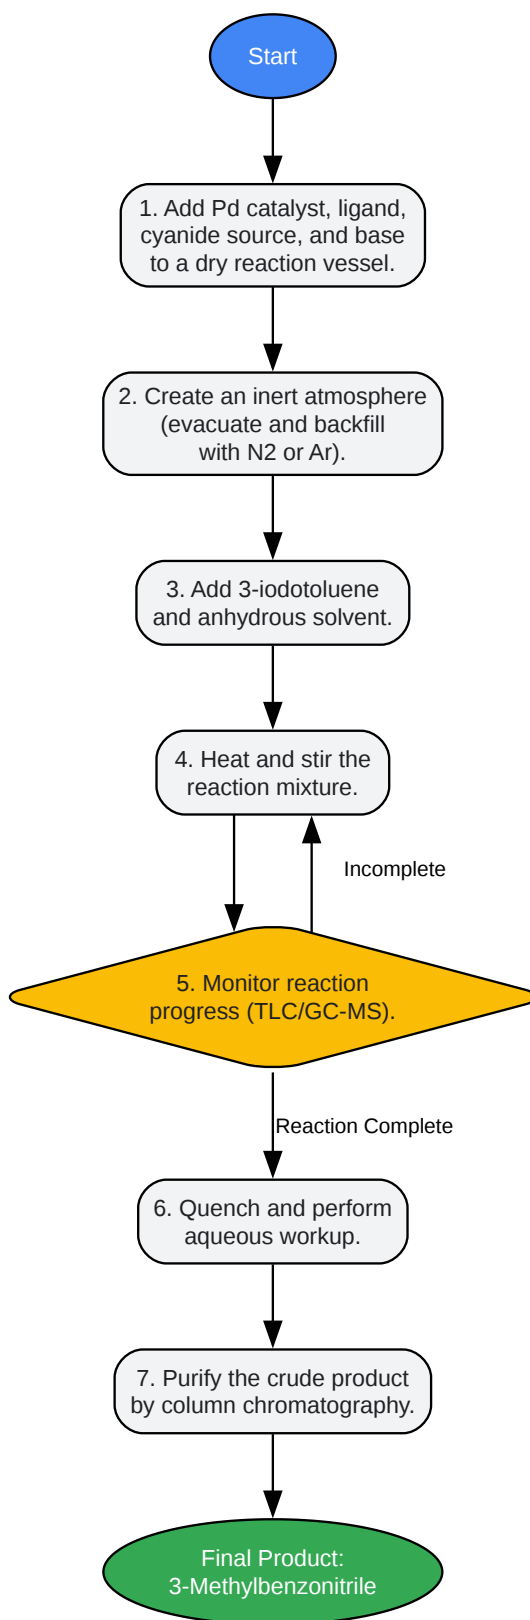 Start
1. Add Pd catalyst, ligand,
cyanide source, and base
to a dry reaction vessel.
2. Create an inert atmosphere
(evacuate and backfill
with N2 or Ar).
3. Add 3-iodotoluene
and anhydrous solvent.
4. Heat and stir the
reaction mixture.
Incomplete
5. Monitor reaction
progress (TLC/GC-MS).
Reaction Complete
6. Quench and perform
aqueous workup.
7. Purify the crude product
by column chromatography.
Final Product:
3-Methylbenzonitrile